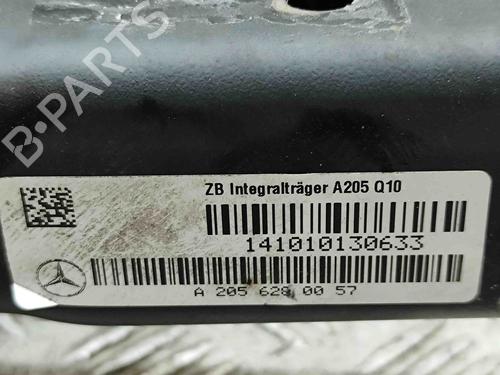 B-PARTS
ZB Integralträger A205 Q10
141010130633
A 205 628 00 57